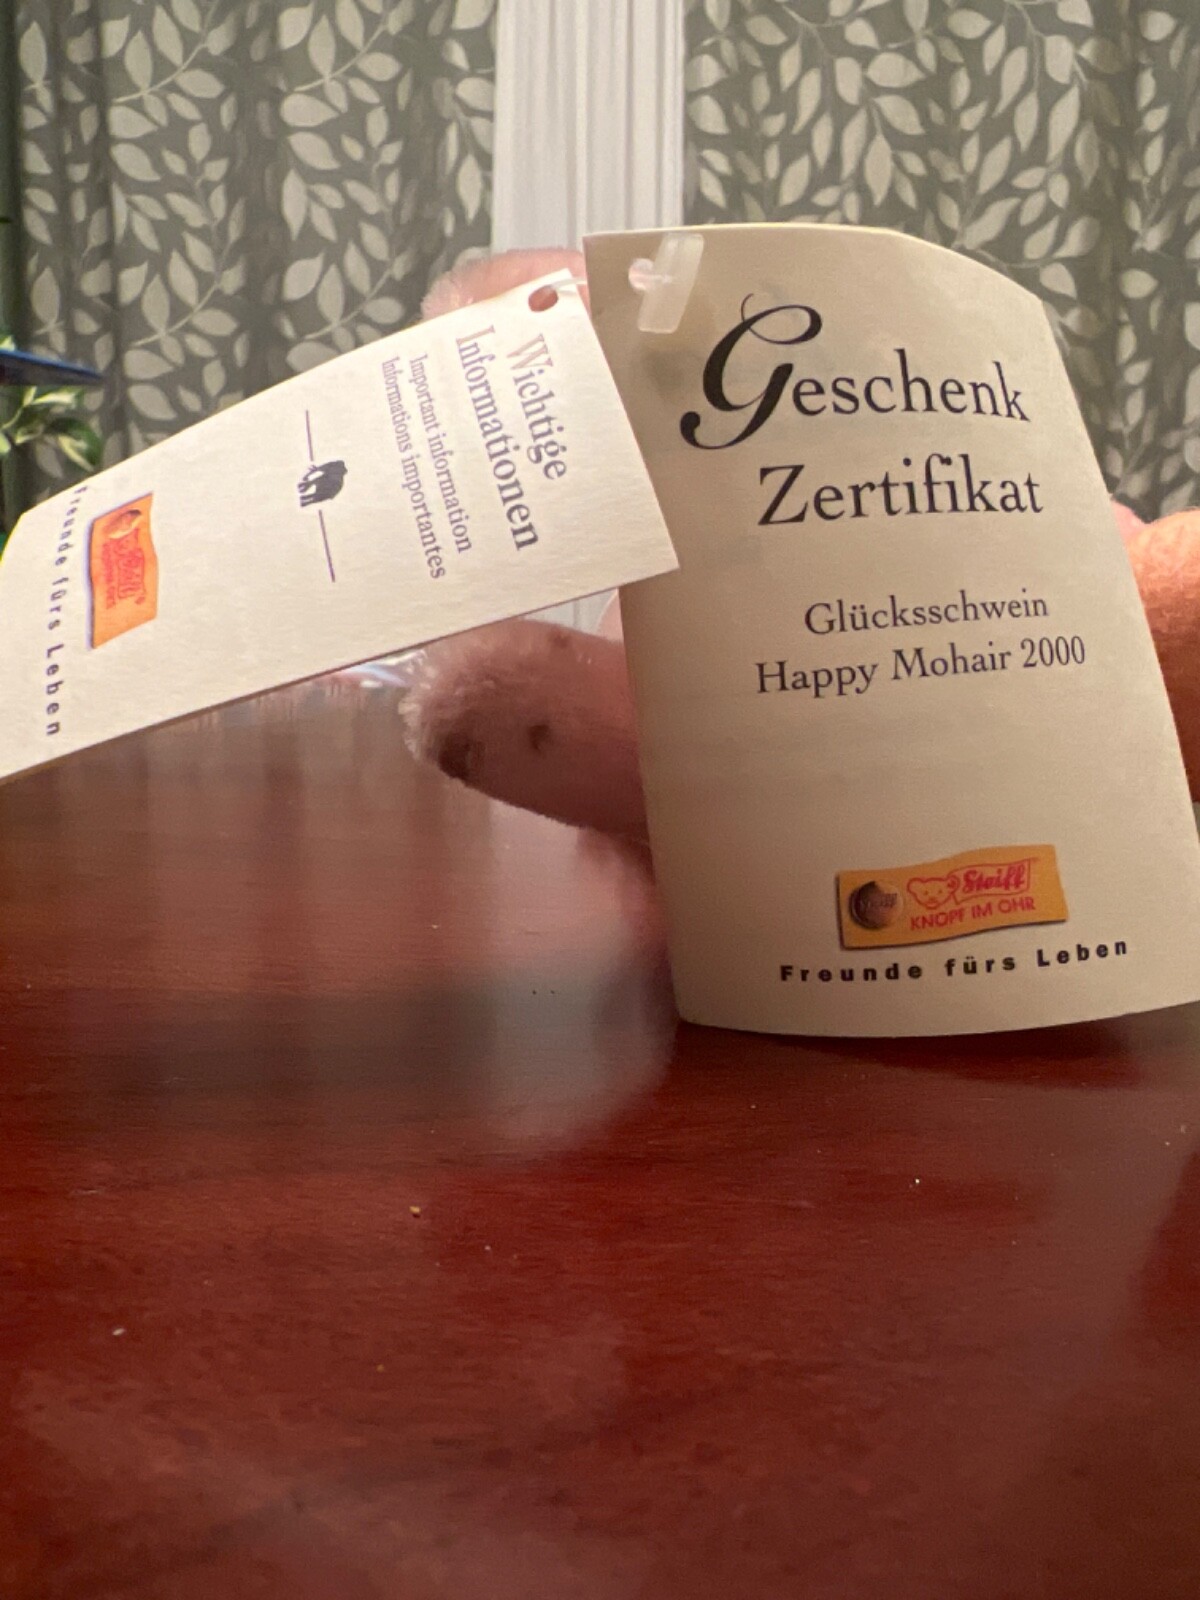 Wichtige
Informationen
Important information
Informations importantes
Freunde fürs Leben
Geschenk
Zertifikat
Glücksschwein
Happy Mohair 2000
Steiff
KNOPF IM OHR
Freunde fürs Leben